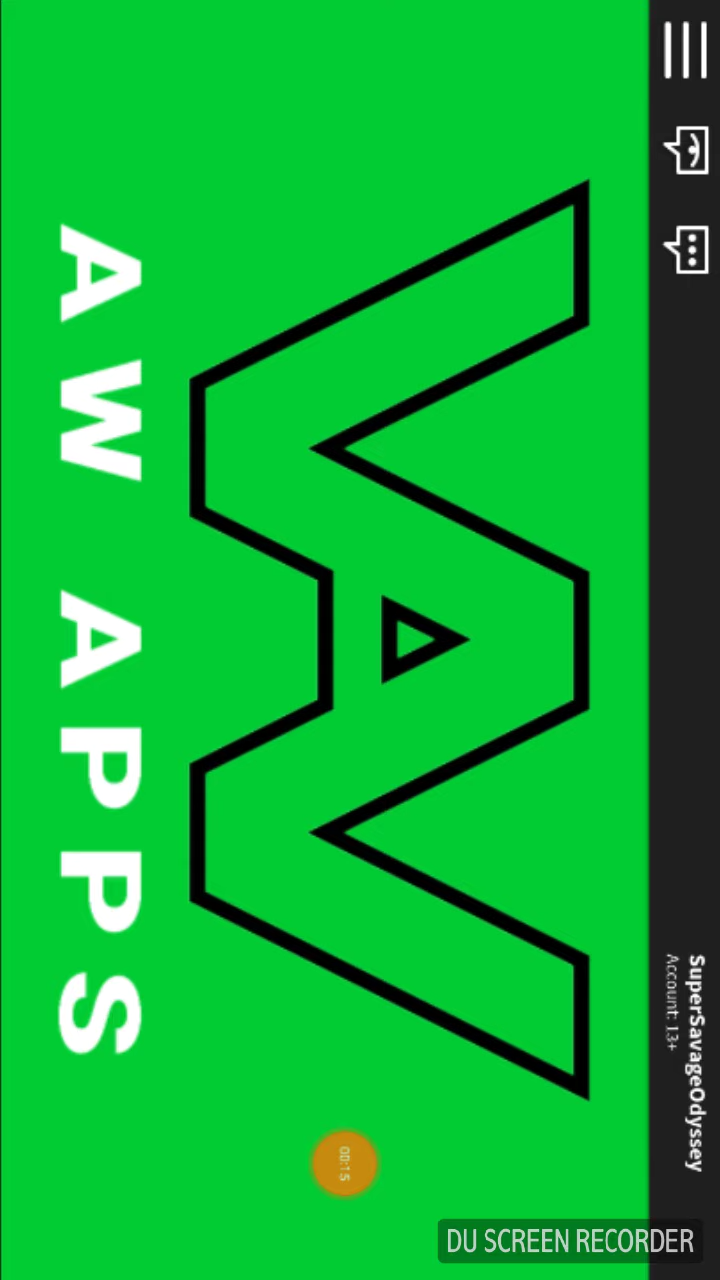 SuperSavageOdyssey
Account: 13+
AW APPS
00:15
DU SCREEN RECORDER